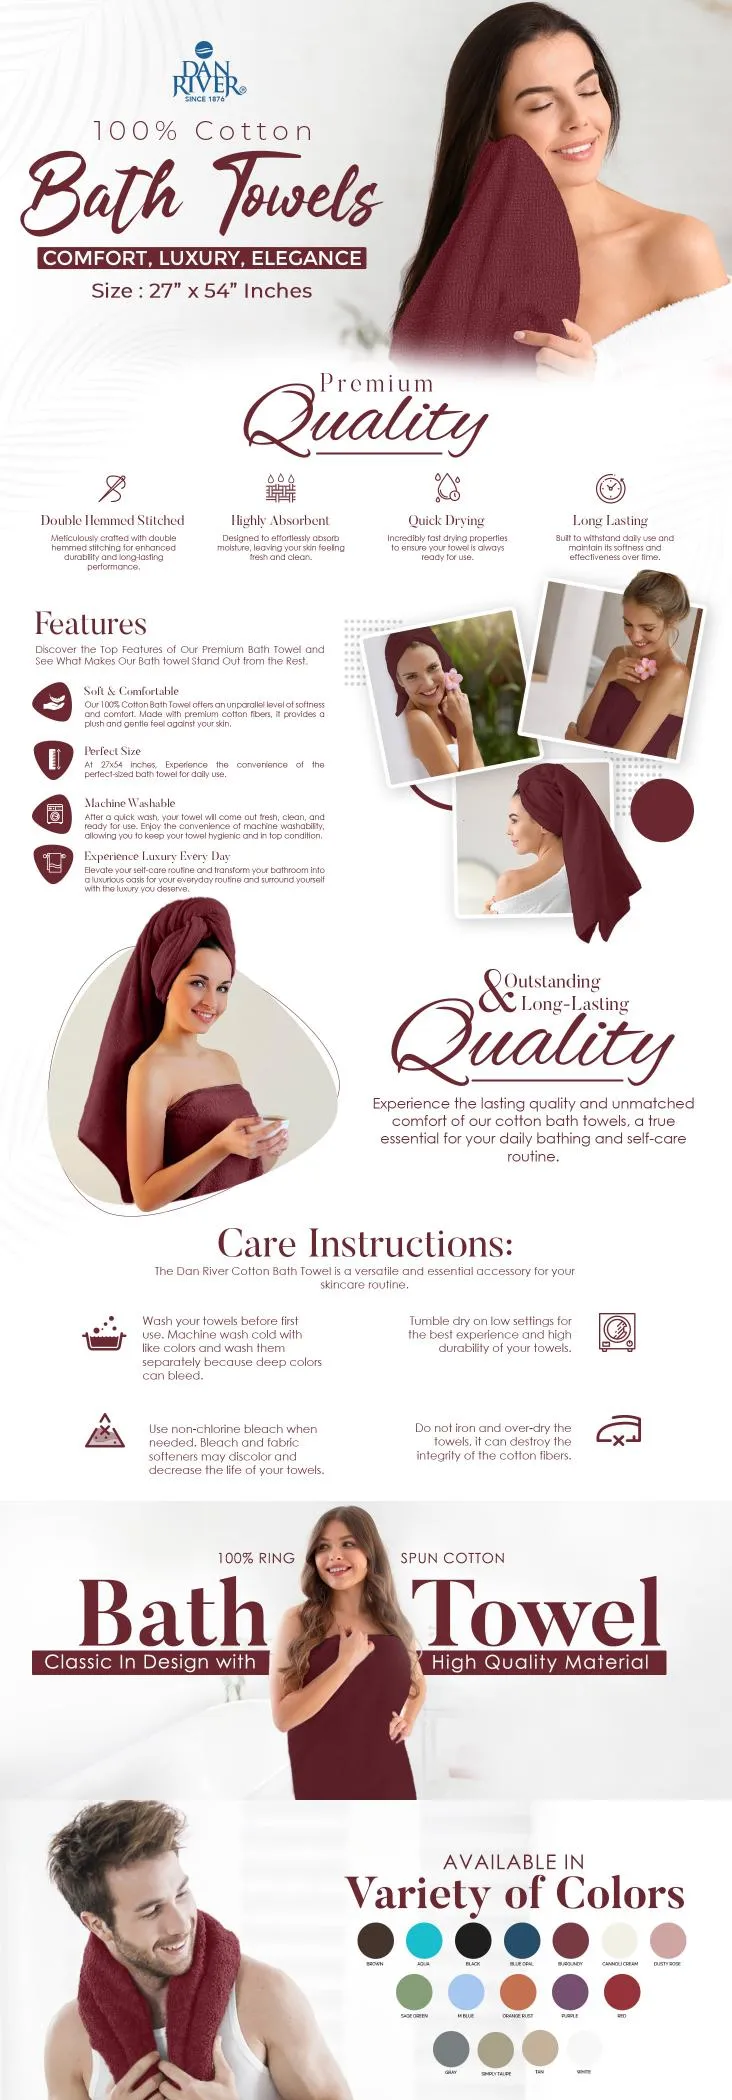 DAN
RIVER®
SINCE 1876
100% Cotton
Bath Towels
COMFORT, LUXURY, ELEGANCE
Size : 27” x 54” Inches
Premium
Quality
Double Hemmed Stitched
Meticulously crafted with double
hemmed stitching for enhanced
durability and long-lasting
performance.
Highly Absorbent
Designed to effortlessly absorb
moisture, leaving your skin feeling
fresh and clean.
Quick Drying
Incredibly fast drying properties
to ensure your towel is always
ready for use.
Long Lasting
Built to withstand daily use and
maintain its softness and
effectiveness over time.
Features
Discover the Top Features of Our Premium Bath Towel and
See What Makes Our Bath towel Stand Out from the Rest.
Soft & Comfortable
Our 100% Cotton Bath Towel offers an unparallel level of softness
and comfort. Made with premium cotton fibers, it provides a
plush and gentle feel against your skin.
Perfect Size
At 27x54 inches, Experience the convenience of the
perfect-sized bath towel for daily use.
Machine Washable
After a quick wash, your towel will come out fresh, clean, and
ready for use. Enjoy the convenience of machine washability,
allowing you to keep your towel hygienic and in top condition.
Experience Luxury Every Day
Elevate your self-care routine and transform your bathroom into
a luxurious oasis for your everyday routine and surround yourself
with the luxury you deserve.
Outstanding
& Long-Lasting
Quality
Experience the lasting quality and unmatched
comfort of our cotton bath towels, a true
essential for your daily bathing and self-care
routine.
Care Instructions:
The Dan River Cotton Bath Towel is a versatile and essential accessory for your
skincare routine.
Wash your towels before first
use. Machine wash cold with
like colors and wash them
separately because deep colors
can bleed.
Tumble dry on low settings for
the best experience and high
durability of your towels.
Use non-chlorine bleach when
needed. Bleach and fabric
softeners may discolor and
decrease the life of your towels.
Do not iron and over-dry the
towels, it can destroy the
integrity of the cotton fibers.
100% RING SPUN COTTON
Bath Towel
Classic In Design with High Quality Material
AVAILABLE IN
Variety of Colors
BROWN AQUA BLACK BLUE OPAL BURGUNDY CANNOLI CREAM DUSTY ROSE
SAGE GREEN M BLUE ORANGE RUST PURPLE RED
GRAY SIMPLY TAUPE TAN WHITE